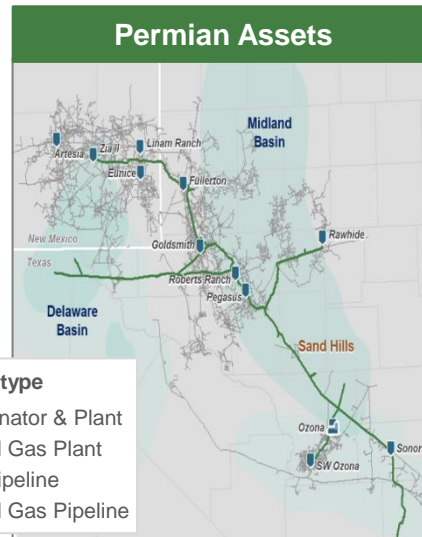 Permian Assets
Midland
Basin
Artesia
Zia II
Linam Ranch
Eunice
Fullerton
New Mexico
Texas
Goldsmith
Rawhide
Roberts Ranch
Pegasus
Delaware
Basin
Sand Hills
type
nator & Plant
Gas Plant
ipeline
Gas Pipeline
Ozona
SW Ozona
Sonor